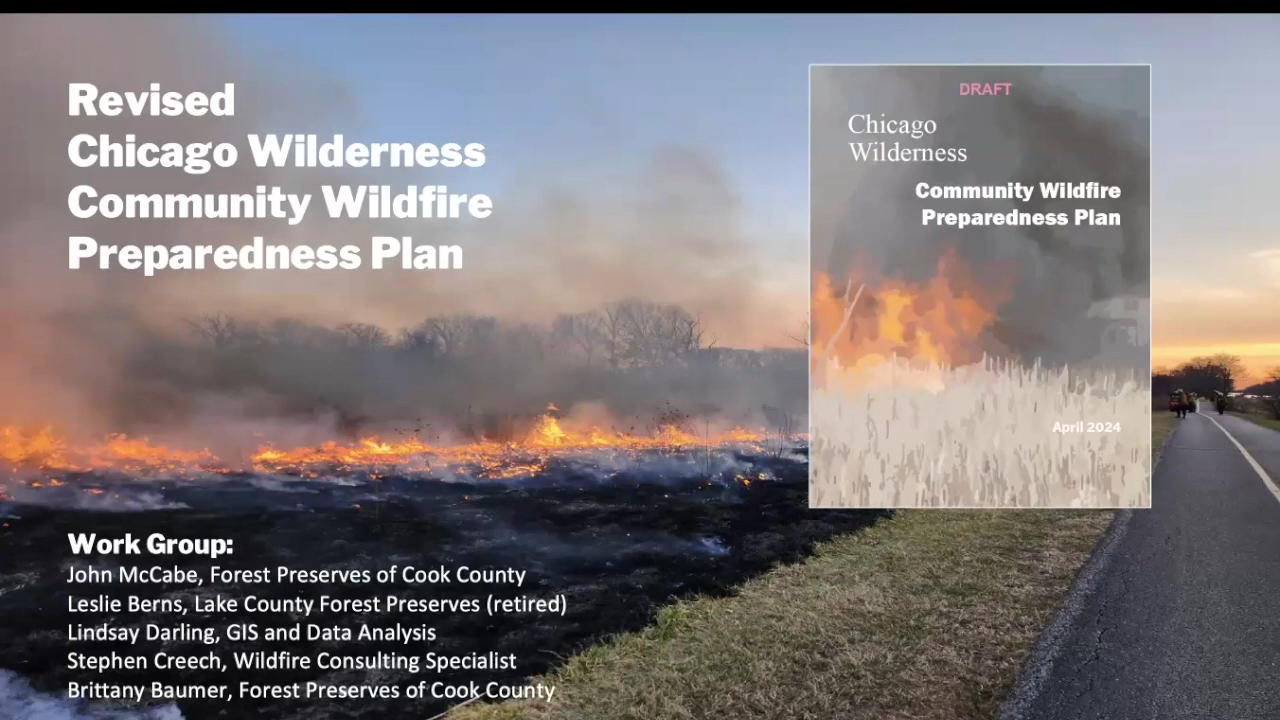 Revised
Chicago Wilderness
Community Wildfire
Preparedness Plan
DRAFT
Chicago
Wilderness
Community Wildfire
Preparedness Plan
April 2024
Work Group:
John McCabe, Forest Preserves of Cook County
Leslie Berns, Lake County Forest Preserves (retired)
Lindsay Darling, GIS and Data Analysis
Stephen Creech, Wildfire Consulting Specialist
Brittany Baumer, Forest Preserves of Cook County